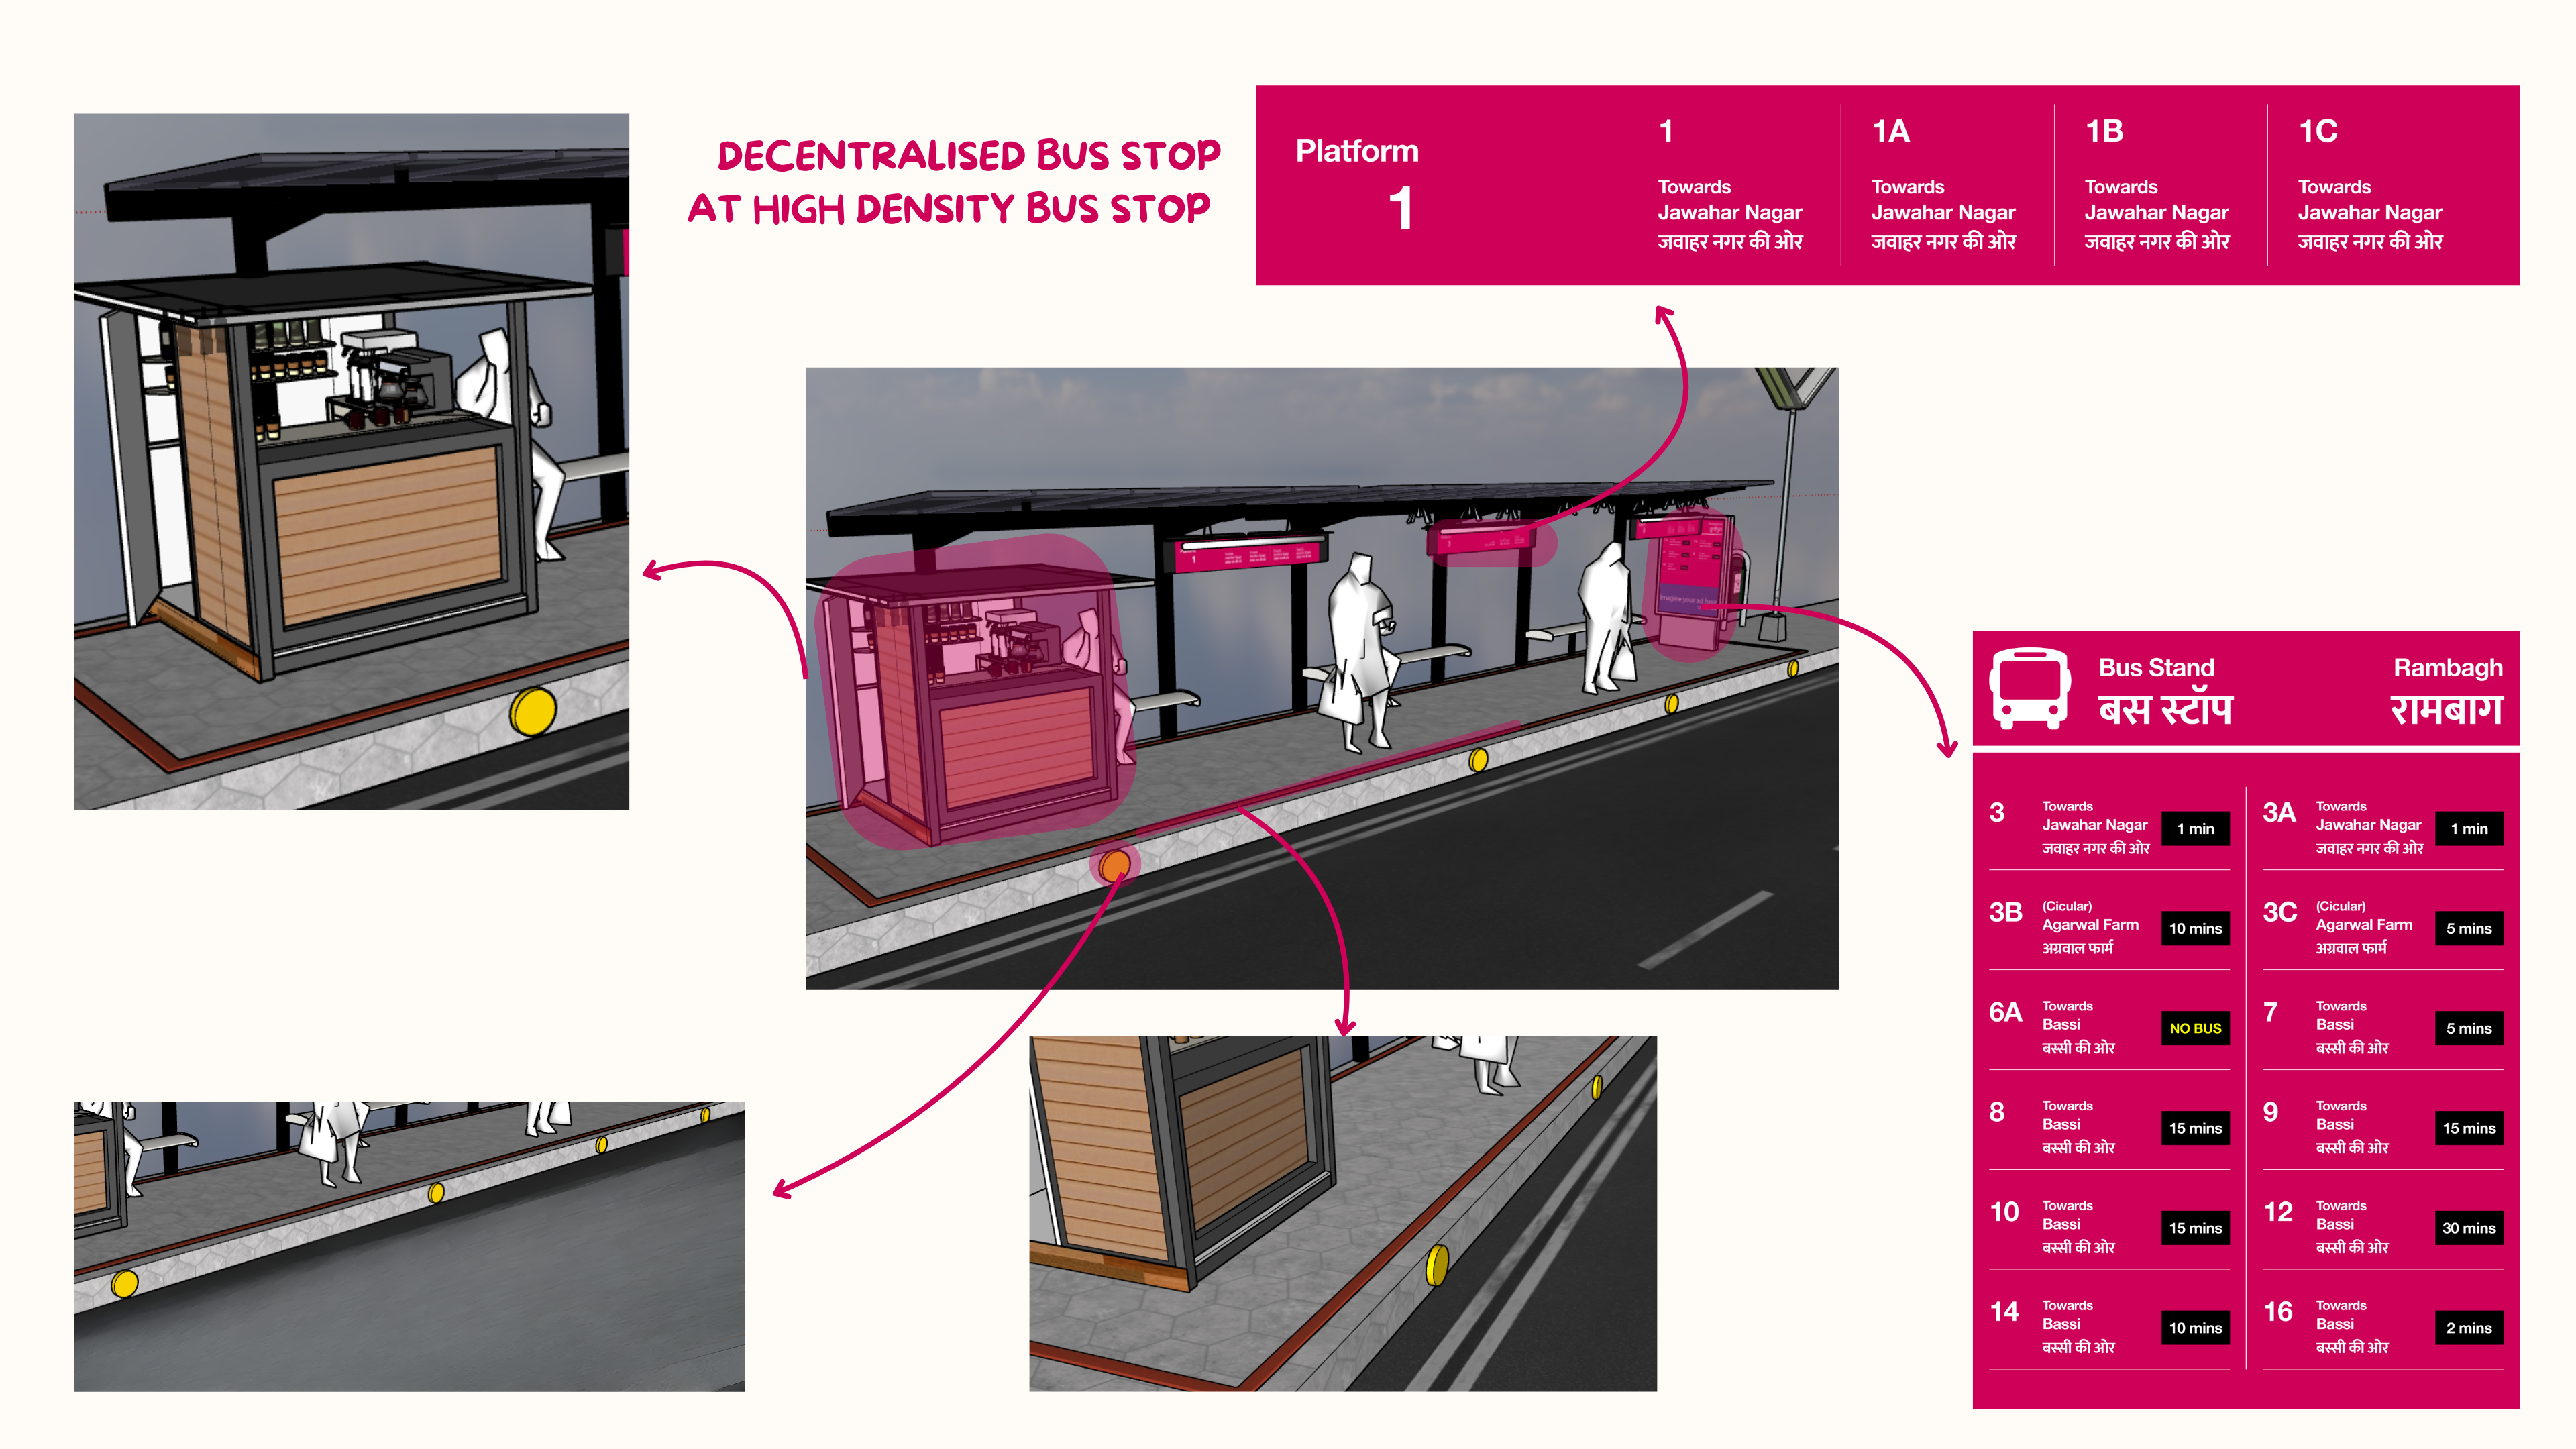 DECENTRALISED BUS STOP
AT HIGH DENSITY BUS STOP
Platform
1
1
Towards
Jawahar Nagar
जवाहर नगर की ओर
1A
Towards
Jawahar Nagar
जवाहर नगर की ओर
1B
Towards
Jawahar Nagar
जवाहर नगर की ओर
1C
Towards
Jawahar Nagar
जवाहर नगर की ओर
Platform
1
Imagine your ad here
Bus Stand
बस स्टॉप
Rambagh
रामबाग
3
Towards
Jawahar Nagar
जवाहर नगर की ओर
1 min
3A
Towards
Jawahar Nagar
जवाहर नगर की ओर
1 min
3B
(Cicular)
Agarwal Farm
अग्रवाल फार्म
10 mins
3C
(Cicular)
Agarwal Farm
अग्रवाल फार्म
5 mins
6A
Towards
Bassi
बस्सी की ओर
NO BUS
7
Towards
Bassi
बस्सी की ओर
5 mins
8
Towards
Bassi
बस्सी की ओर
15 mins
9
Towards
Bassi
बस्सी की ओर
15 mins
10
Towards
Bassi
बस्सी की ओर
15 mins
12
Towards
Bassi
बस्सी की ओर
30 mins
14
Towards
Bassi
बस्सी की ओर
10 mins
16
Towards
Bassi
बस्सी की ओर
2 mins